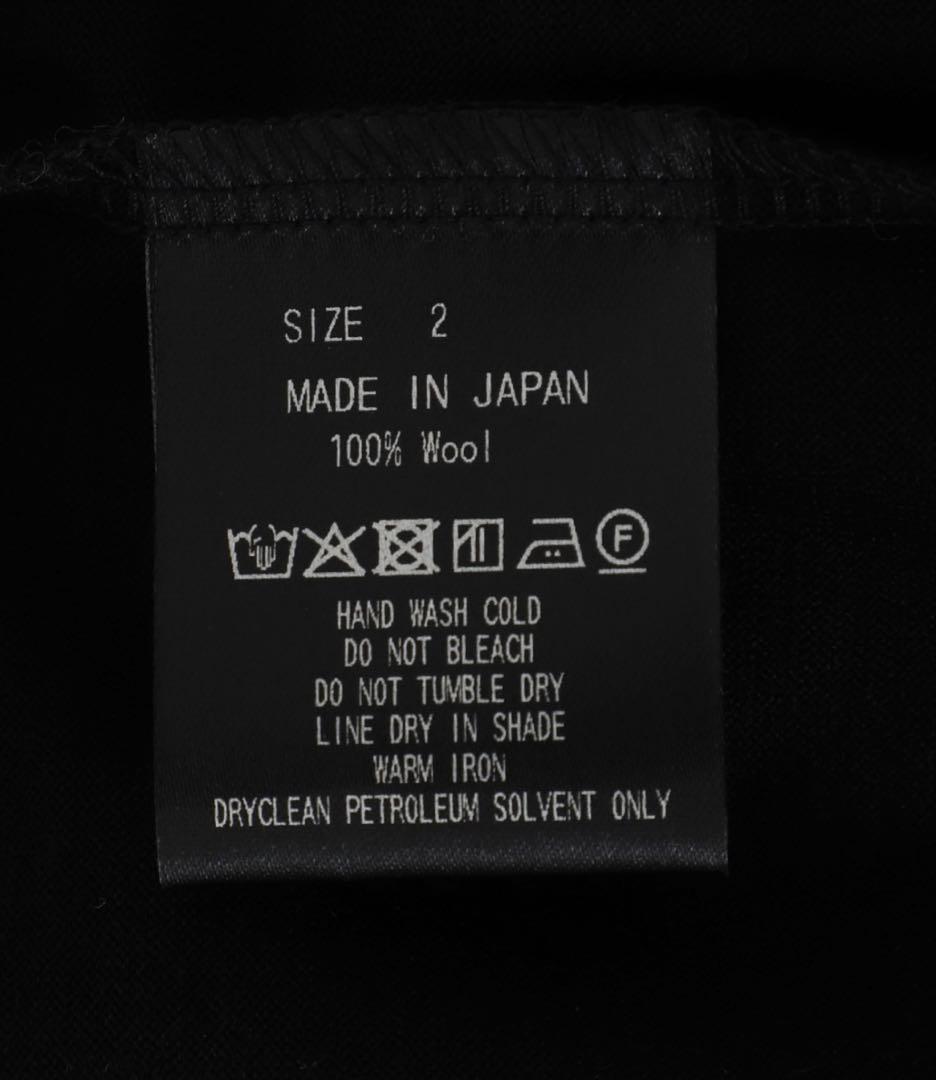 SIZE 2
MADE IN JAPAN
100% Wool
F
HAND WASH COLD
DO NOT BLEACH
DO NOT TUMBLE DRY
LINE DRY IN SHADE
WARM IRON
DRYCLEAN PETROLEUM SOLVENT ONLY